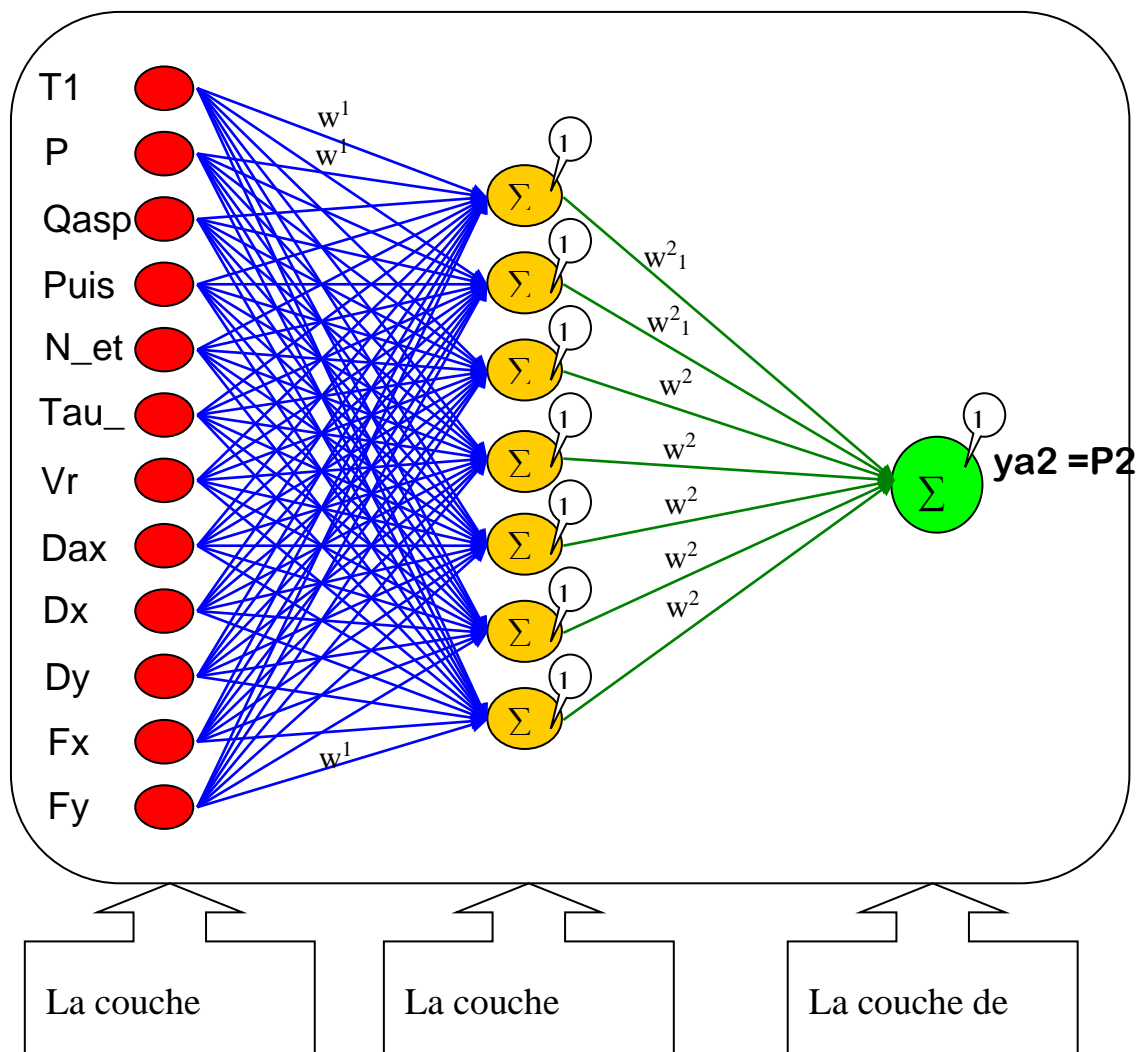 T1
P
Qasp
Puis
N_et
Tau_
Vr
Dax
Dx
Dy
Fx
Fy
w¹
w¹
w¹
1
Σ
1
Σ
1
Σ
1
Σ
1
Σ
1
Σ
1
Σ
w²₁
w²₁
w²
w²
w²
w²
w²
1
Σ
ya2 =P2
La couche
La couche
La couche de